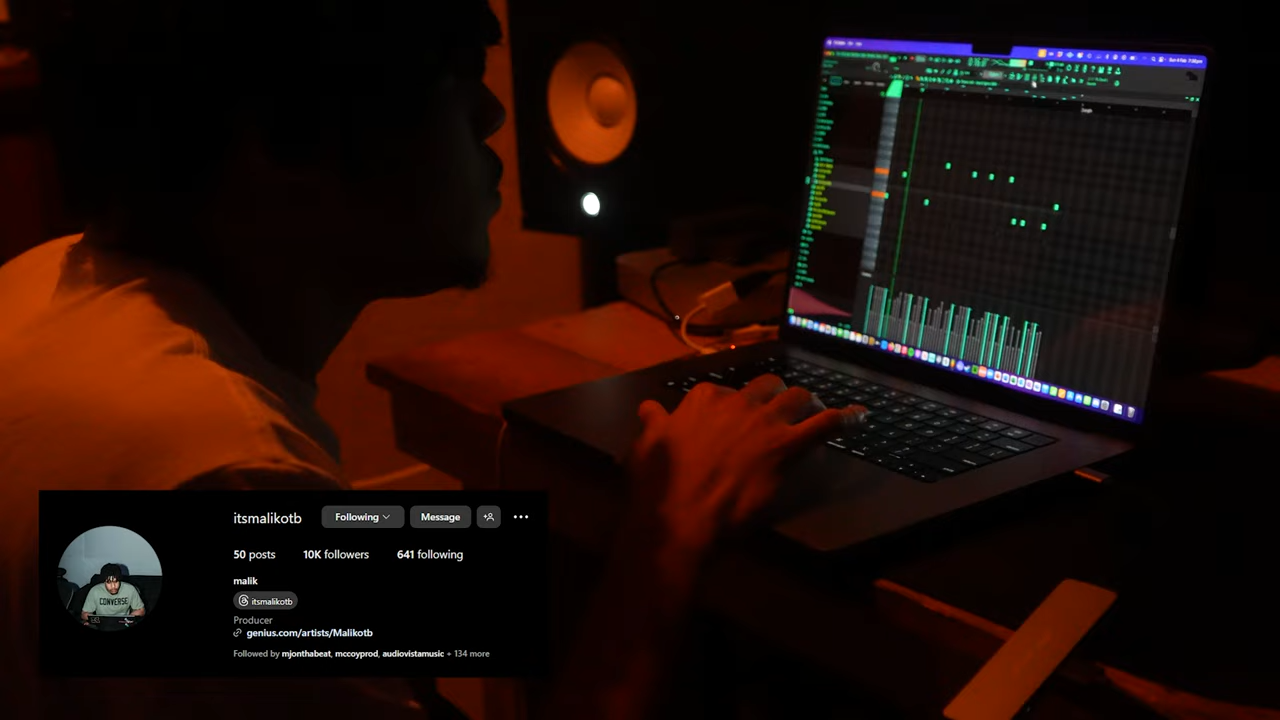 itsmalikotb Following Message
50 posts 10K followers 641 following
malik
itsmalikotb
Producer
genius.com/artists/Malikotb
Followed by mjonthabeat, mccoyprod, audiovistamusic + 134 more
CONVERSE